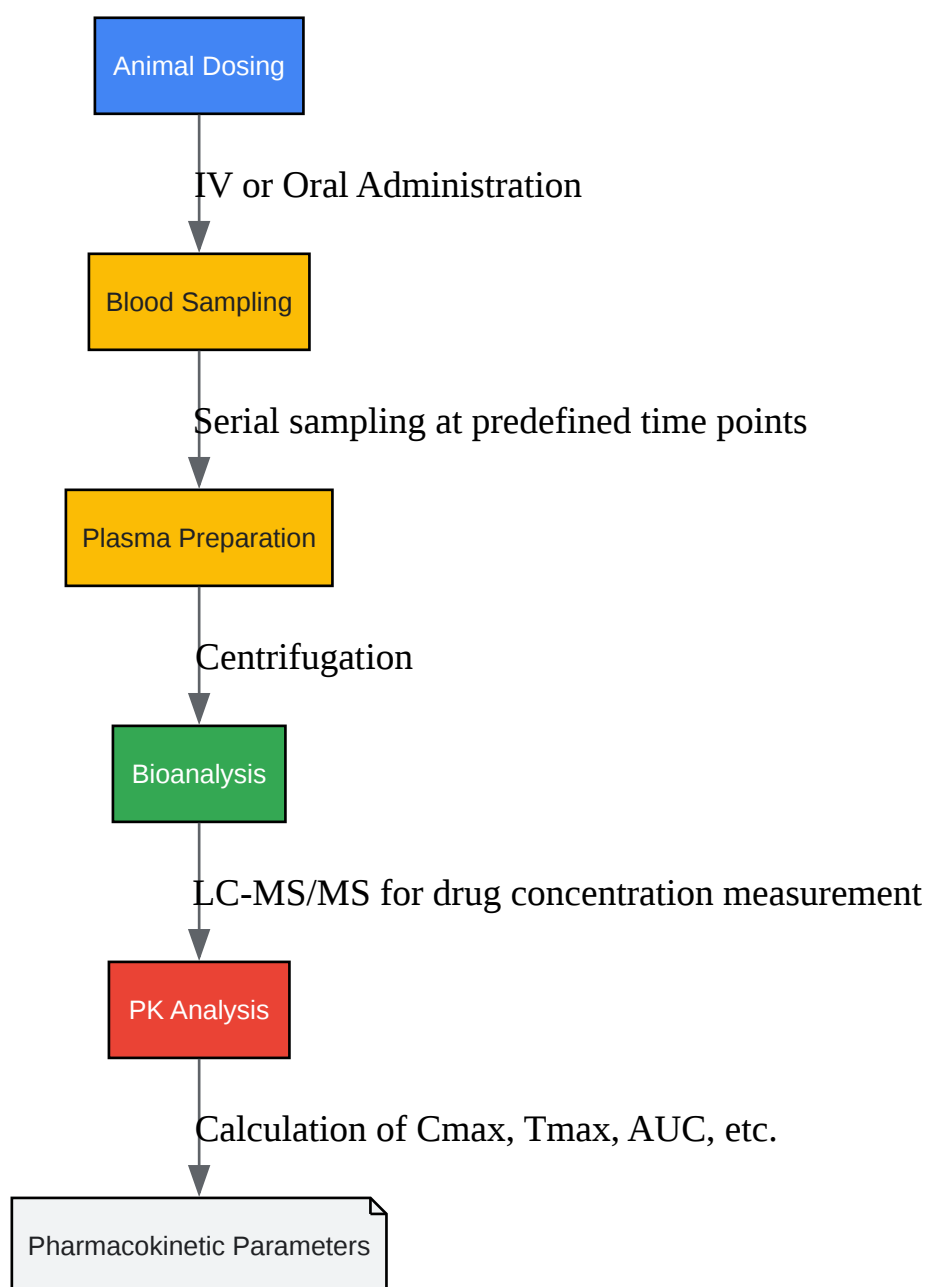 Animal Dosing
IV or Oral Administration
Blood Sampling
Serial sampling at predefined time points
Plasma Preparation
Centrifugation
Bioanalysis
LC-MS/MS for drug concentration measurement
PK Analysis
Calculation of Cmax, Tmax, AUC, etc.
Pharmacokinetic Parameters